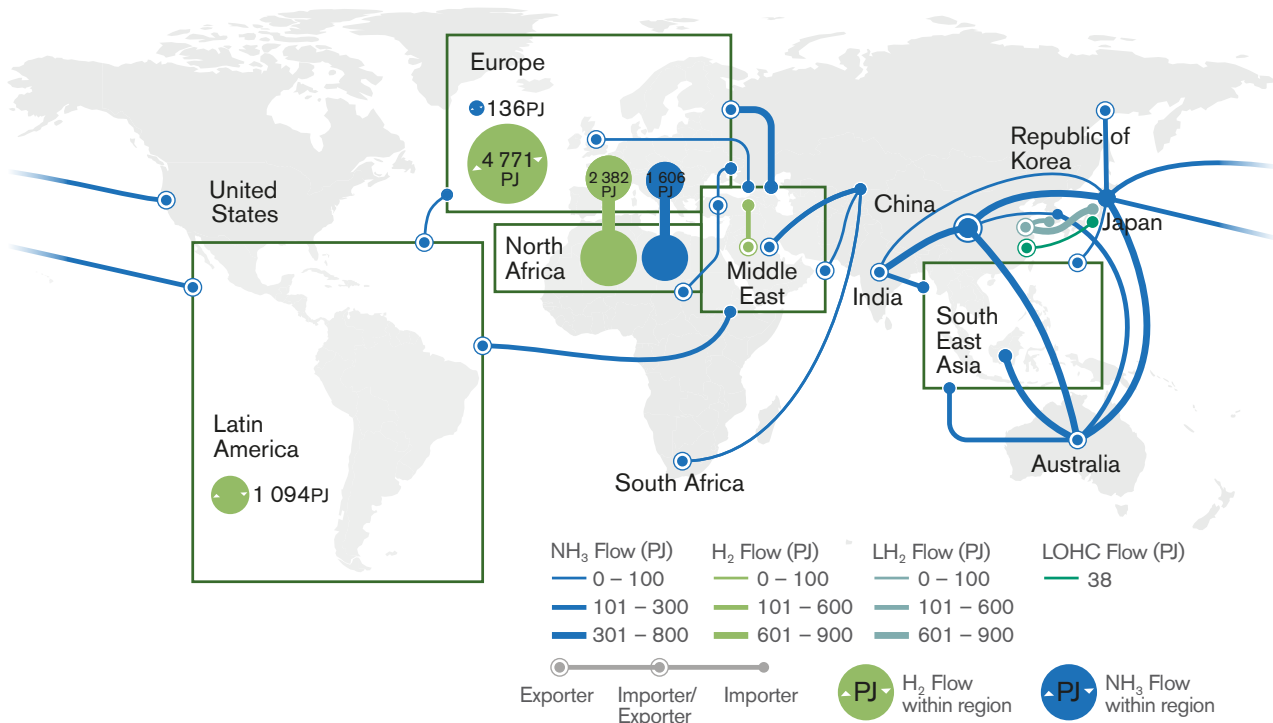 Europe
136PJ
4 771
PJ
2 382
PJ
1 606
PJ
United
States
North
Africa
Middle
East
China
Republic of
Korea
Japan
India
South
East
Asia
Latin
America
1 094PJ
South Africa
Australia
NH₃ Flow (PJ)
0 – 100
101 – 300
301 – 800
H₂ Flow (PJ)
0 – 100
101 – 600
601 – 900
LH₂ Flow (PJ)
0 – 100
101 – 600
601 – 900
LOHC Flow (PJ)
38
Exporter
Importer/
Exporter
Importer
PJ
H₂ Flow
within region
PJ
NH₃ Flow
within region